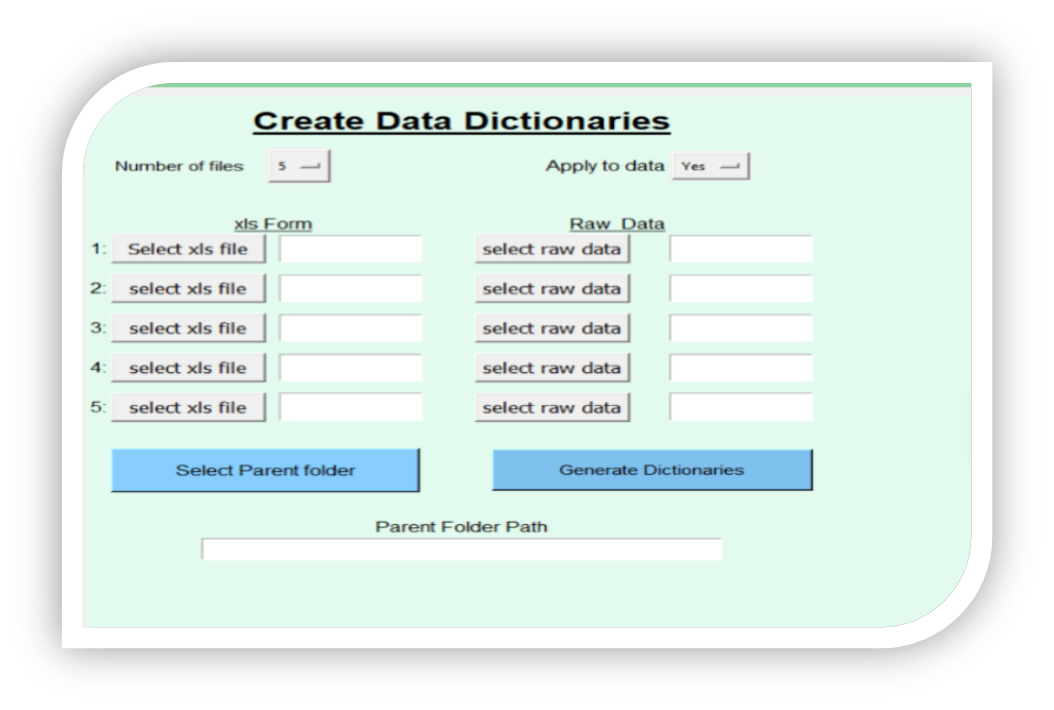 Create Data Dictionaries
Number of files 5 Apply to data Yes
xls Form Raw Data
1: Select xls file select raw data
2: select xls file select raw data
3: select xls file select raw data
4: select xls file select raw data
5: select xls file select raw data
Select Parent folder Generate Dictionaries
Parent Folder Path